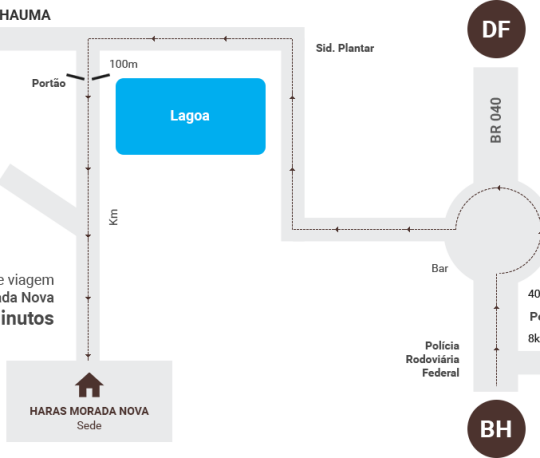 HAUMA
DF
Sid. Plantar
100m
Portão
Lagoa
BR 040
Km
Bar
e viagem
da Nova
inutos
40
8k
Polícia
Rodoviária
Federal
HARAS MORADA NOVA
Sede
BH